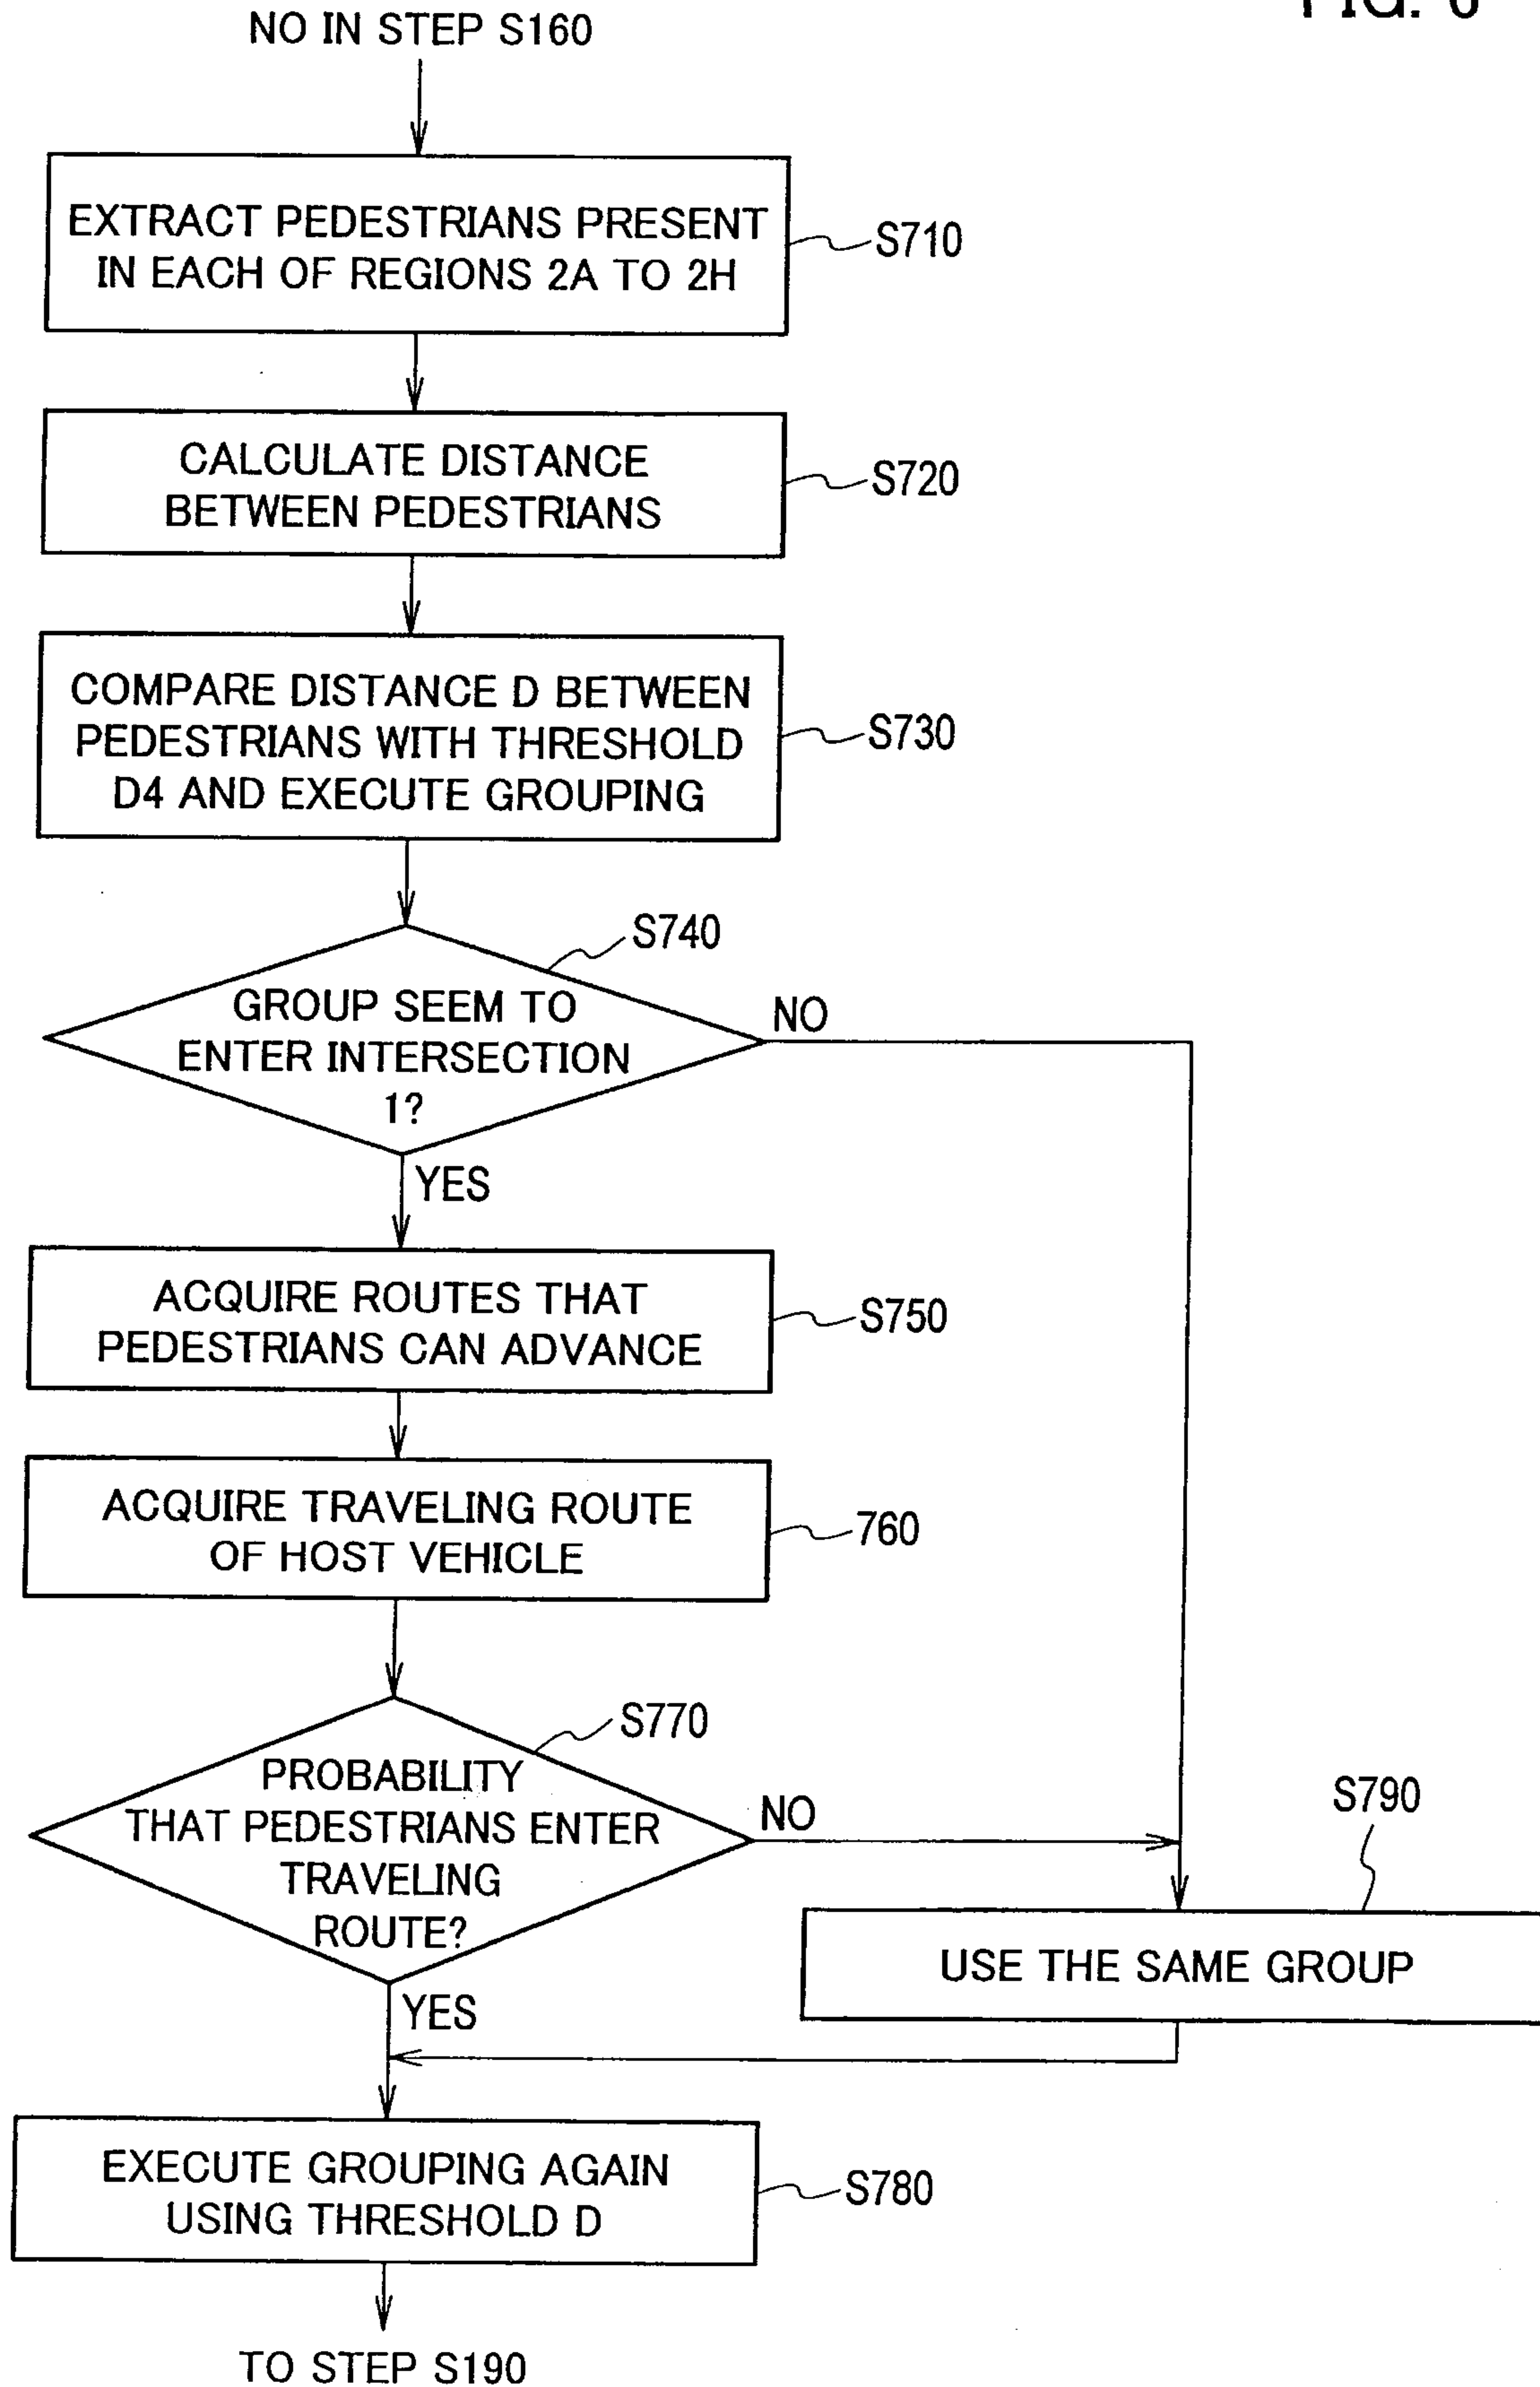 NO IN STEP S160
EXTRACT PEDESTRIANS PRESENT
IN EACH OF REGIONS 2A TO 2H
S710
CALCULATE DISTANCE
BETWEEN PEDESTRIANS
S720
COMPARE DISTANCE D BETWEEN
PEDESTRIANS WITH THRESHOLD
D4 AND EXECUTE GROUPING
S730
S740
GROUP SEEM TO
ENTER INTERSECTION
1?
NO
YES
ACQUIRE ROUTES THAT
PEDESTRIANS CAN ADVANCE
S750
ACQUIRE TRAVELING ROUTE
OF HOST VEHICLE
760
S770
PROBABILITY
THAT PEDESTRIANS ENTER
TRAVELING
ROUTE?
NO
YES
S790
USE THE SAME GROUP
EXECUTE GROUPING AGAIN
USING THRESHOLD D
S780
TO STEP S190